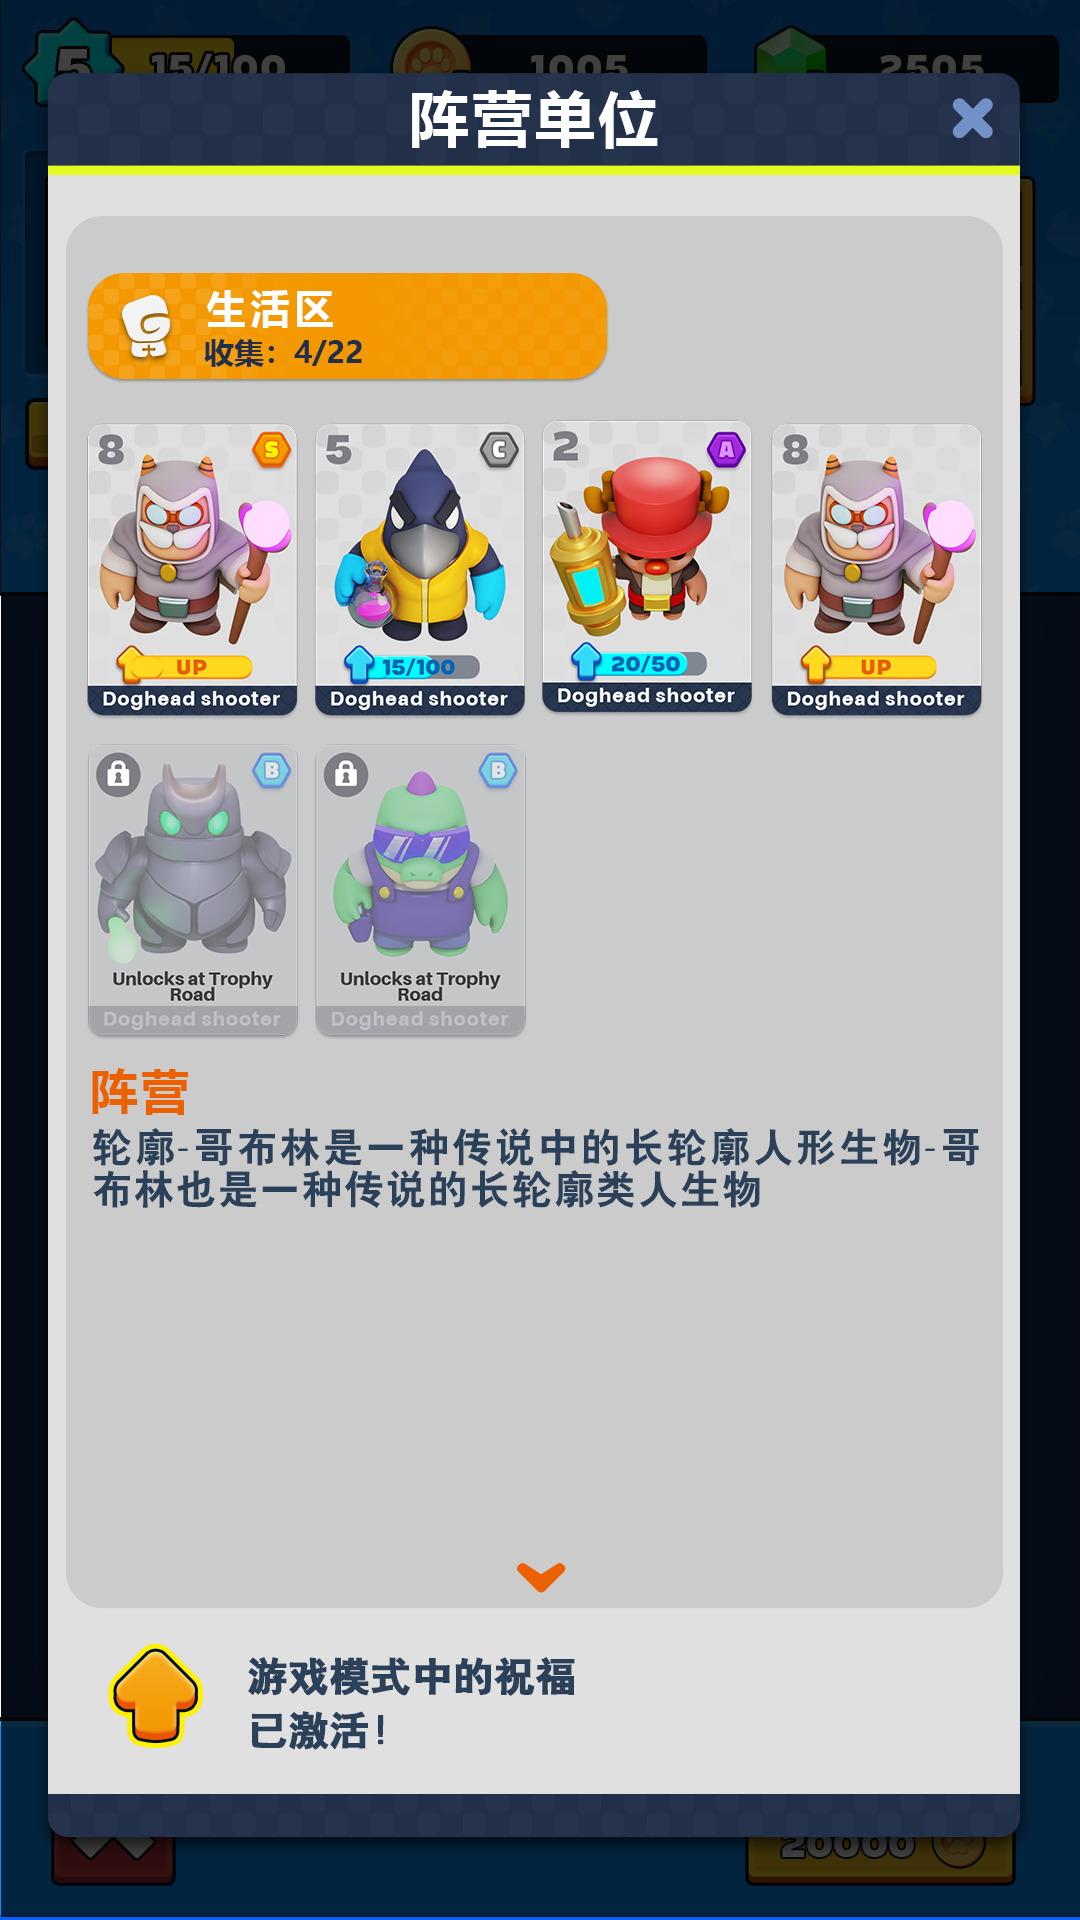 5
15/100
1005
2505
阵营单位
生活区
收集：4/22
8
S
5
C
2
A
8
UP
15/100
20/50
UP
Doghead shooter
Doghead shooter
Doghead shooter
Doghead shooter
B
B
Unlocks at Trophy
Road
Unlocks at Trophy
Road
Doghead shooter
Doghead shooter
阵营
轮廓-哥布林是一种传说中的长轮廓人形生物-哥
布林也是一种传说的长轮廓类人生物
游戏模式中的祝福
已激活！
20000